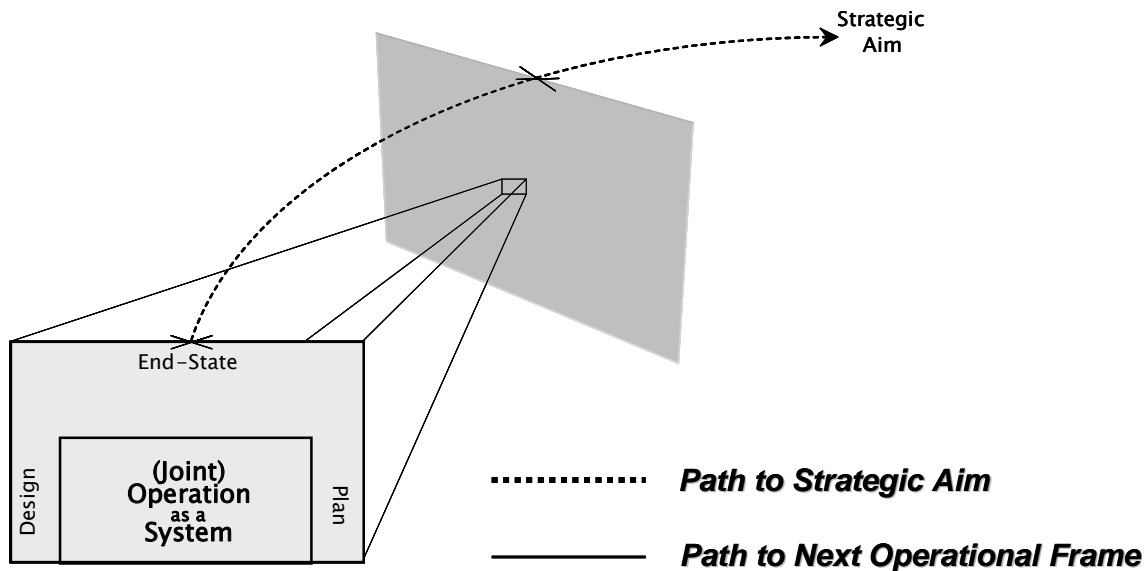 Strategic
Aim
End-State
Design
(Joint)
Operation
as a
System
Plan
Path to Strategic Aim
Path to Next Operational Frame